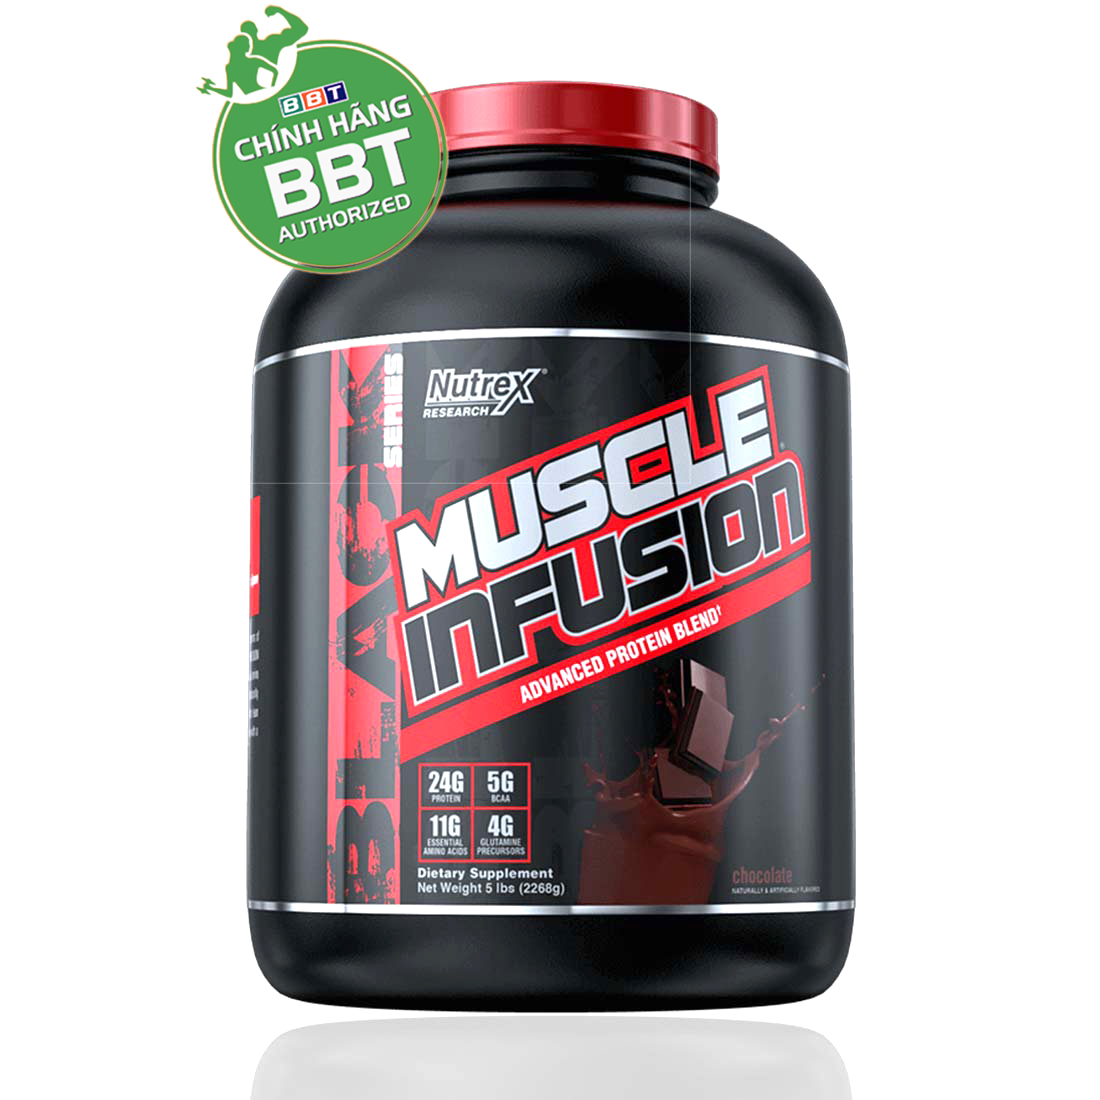 BBT
CHÍNH HÃNG
BBT
AUTHORIZED
BLACK
SERIES
Nutrex®
RESEARCH
MUSCLE
INFUSION
ADVANCED PROTEIN BLEND†
24G
PROTEIN
5G
BCAA
11G
ESSENTIAL
AMINO ACIDS
4G
GLUTAMINE
PRECURSORS
Dietary Supplement
Net Weight 5 lbs (2268g)
chocolate
NATURALLY & ARTIFICIALLY FLAVORED